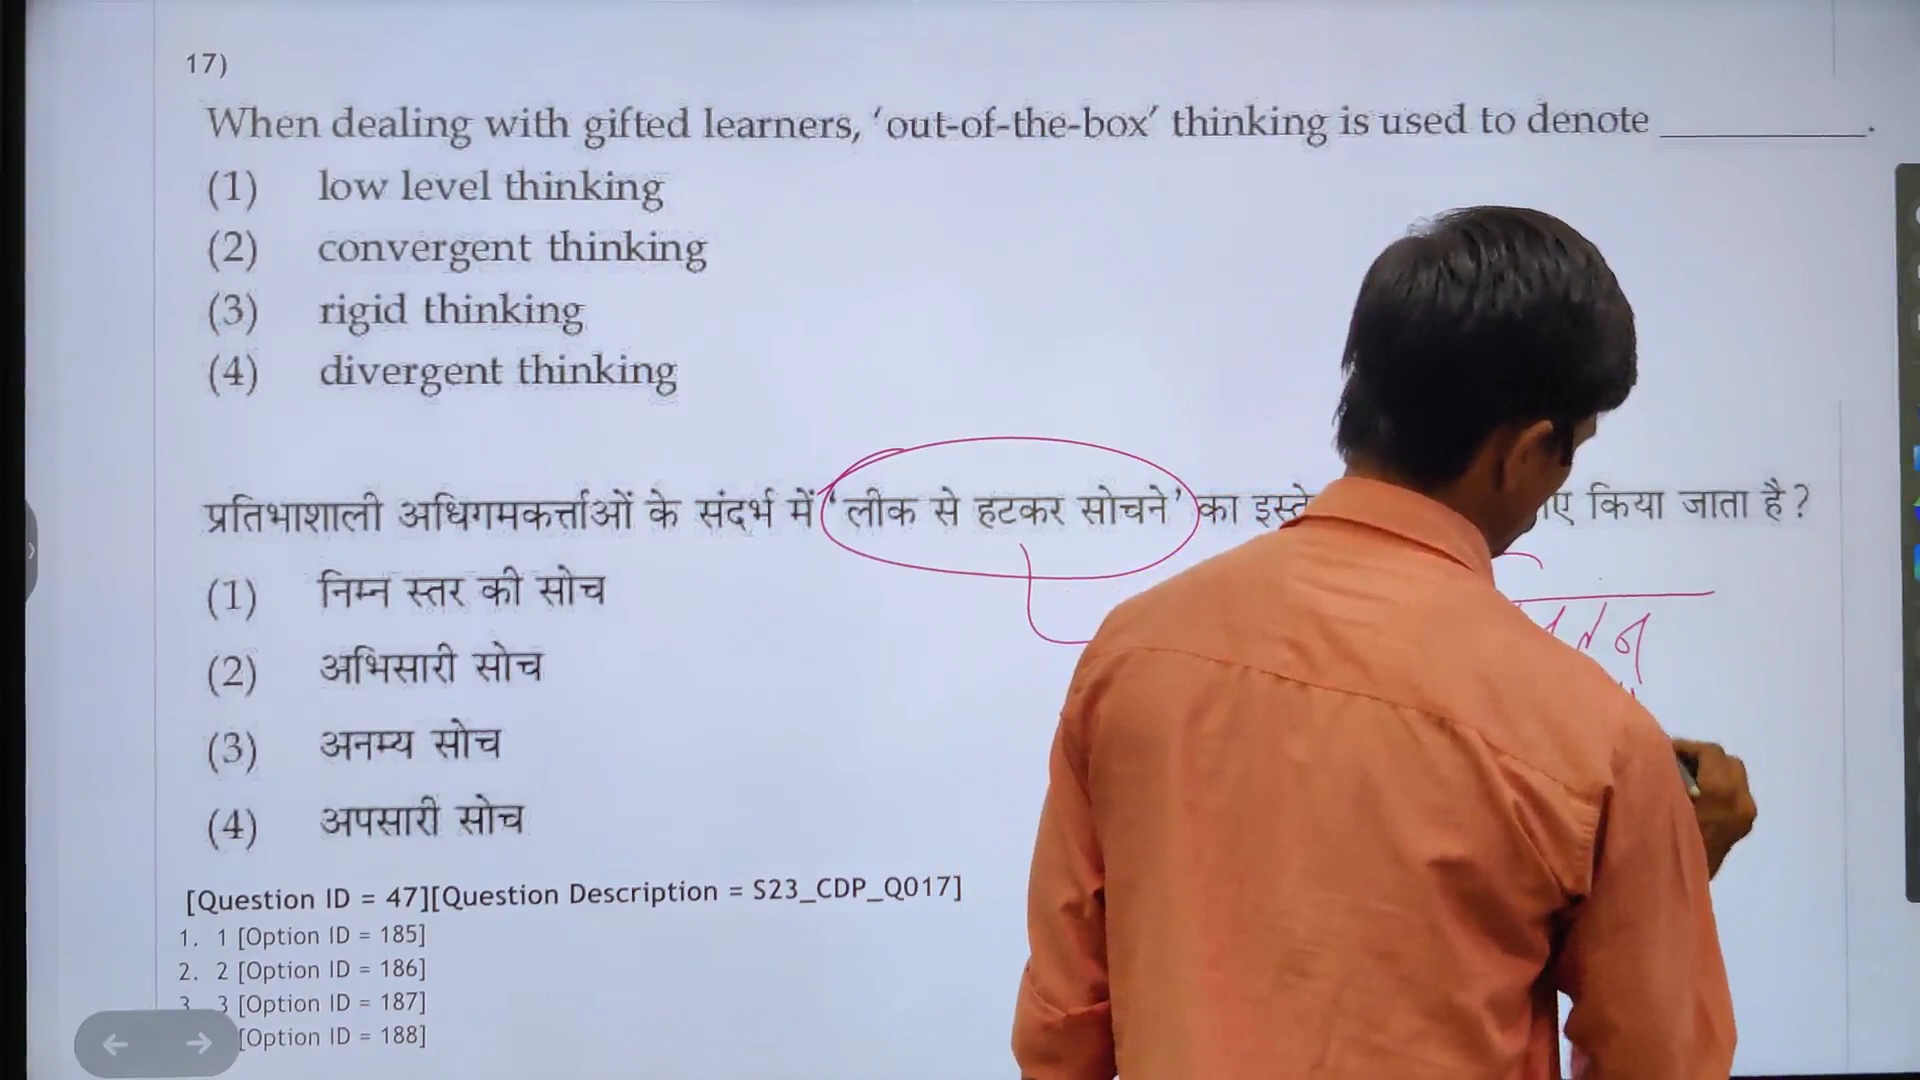 17)
When dealing with gifted learners, ‘out-of-the-box’ thinking is used to denote ___________.
(1) low level thinking
(2) convergent thinking
(3) rigid thinking
(4) divergent thinking
प्रतिभाशाली अधिगमकर्त्ताओं के संदर्भ में ‘लीक से हटकर सोचने’ का किया जाता है?
(1) निम्न स्तर की सोच
(2) अभिसारी सोच
(3) अनम्य सोच
(4) अपसारी सोच
[Question ID = 47][Question Description = S23_CDP_Q017]
1. 1 [Option ID = 185]
2. 2 [Option ID = 186]
3. 3 [Option ID = 187]
[Option ID = 188]